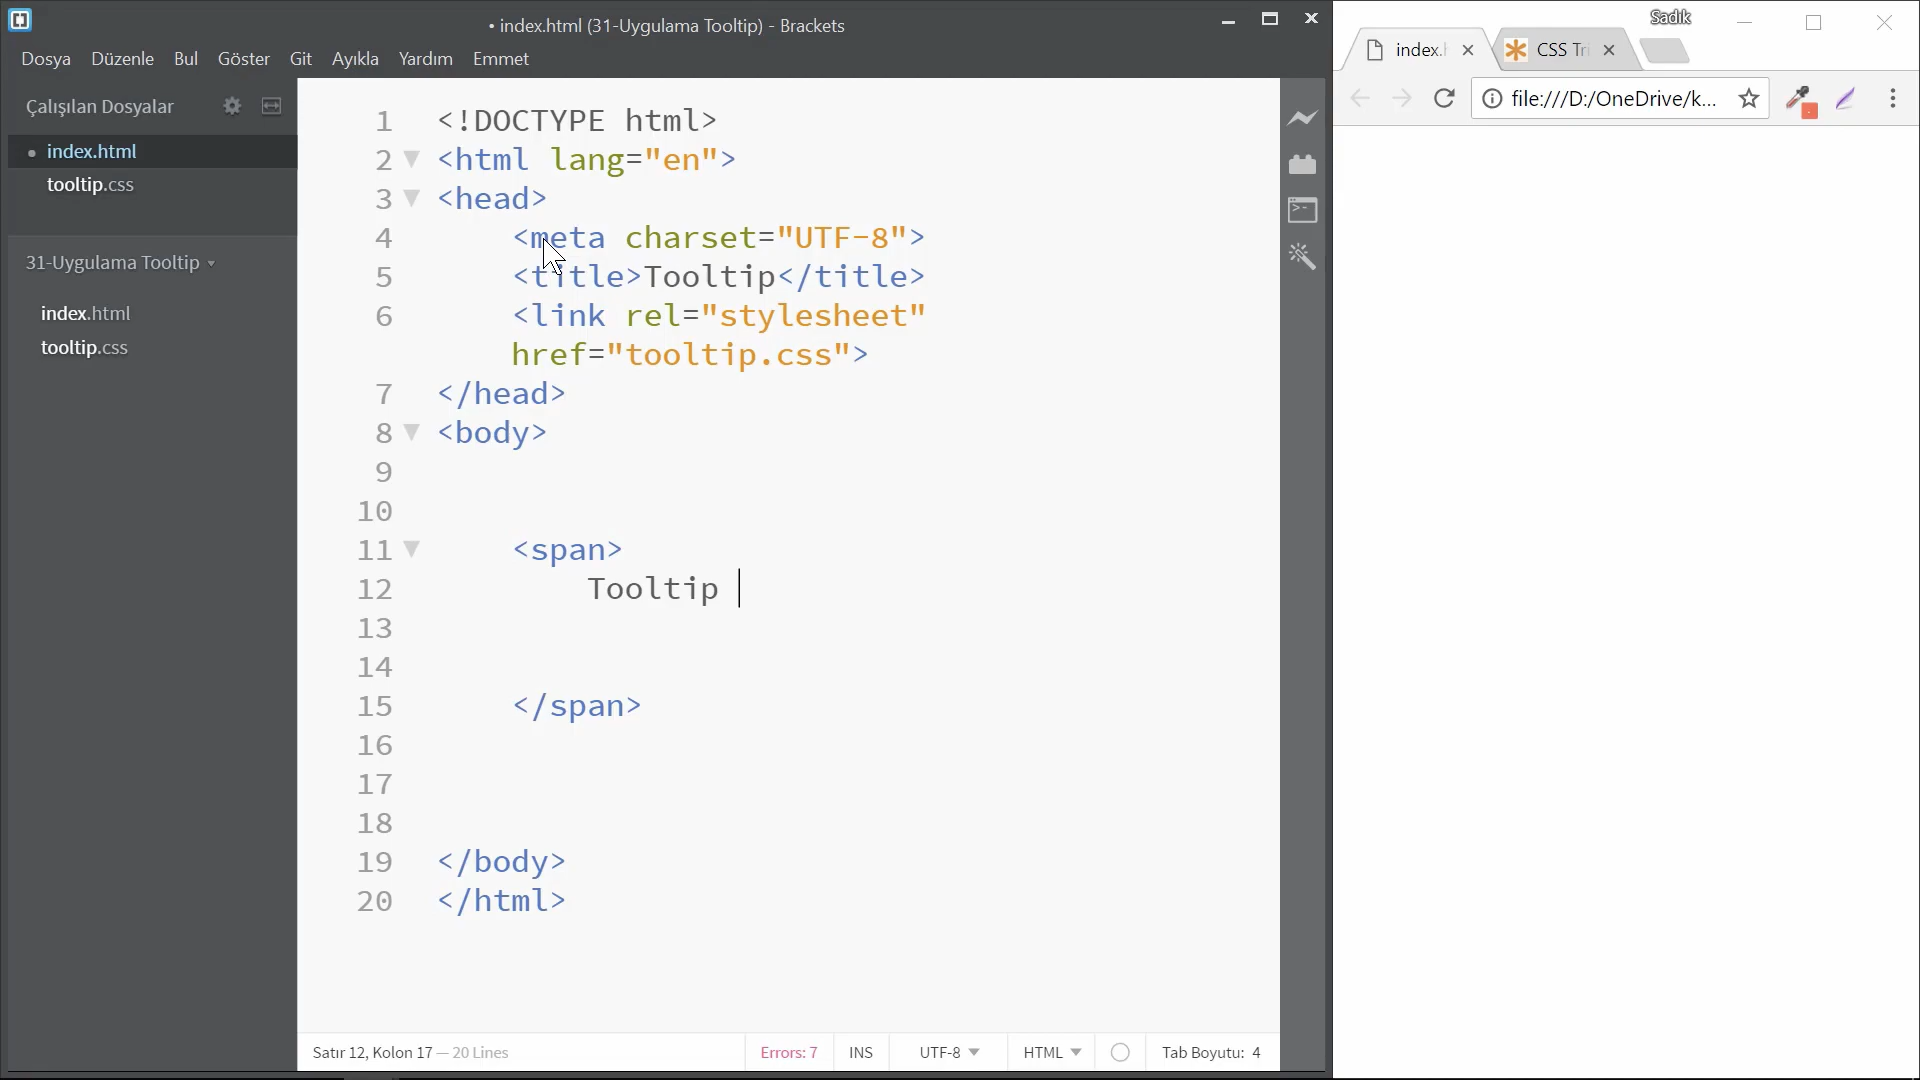 • index.html (31-Uygulama Tooltip) - Brackets
Dosya Düzenle Bul Göster Git Ayıkla Yardım Emmet
Çalışılan Dosyalar
• index.html
tooltip.css
31-Uygulama Tooltip
index.html
tooltip.css
1 <!DOCTYPE html>
2 <html lang="en">
3 <head>
4 <meta charset="UTF-8">
5 <title>Tooltip</title>
6 <link rel="stylesheet"
href="tooltip.css">
7 </head>
8 <body>
9
10
11 <span>
12 Tooltip
13
14
15 </span>
16
17
18
19 </body>
20 </html>
Satır 12, Kolon 17 — 20 Lines
Errors: 7 INS UTF-8 HTML Tab Boyutu: 4
Sadık
index. CSS Tri
file:///D:/OneDrive/k...